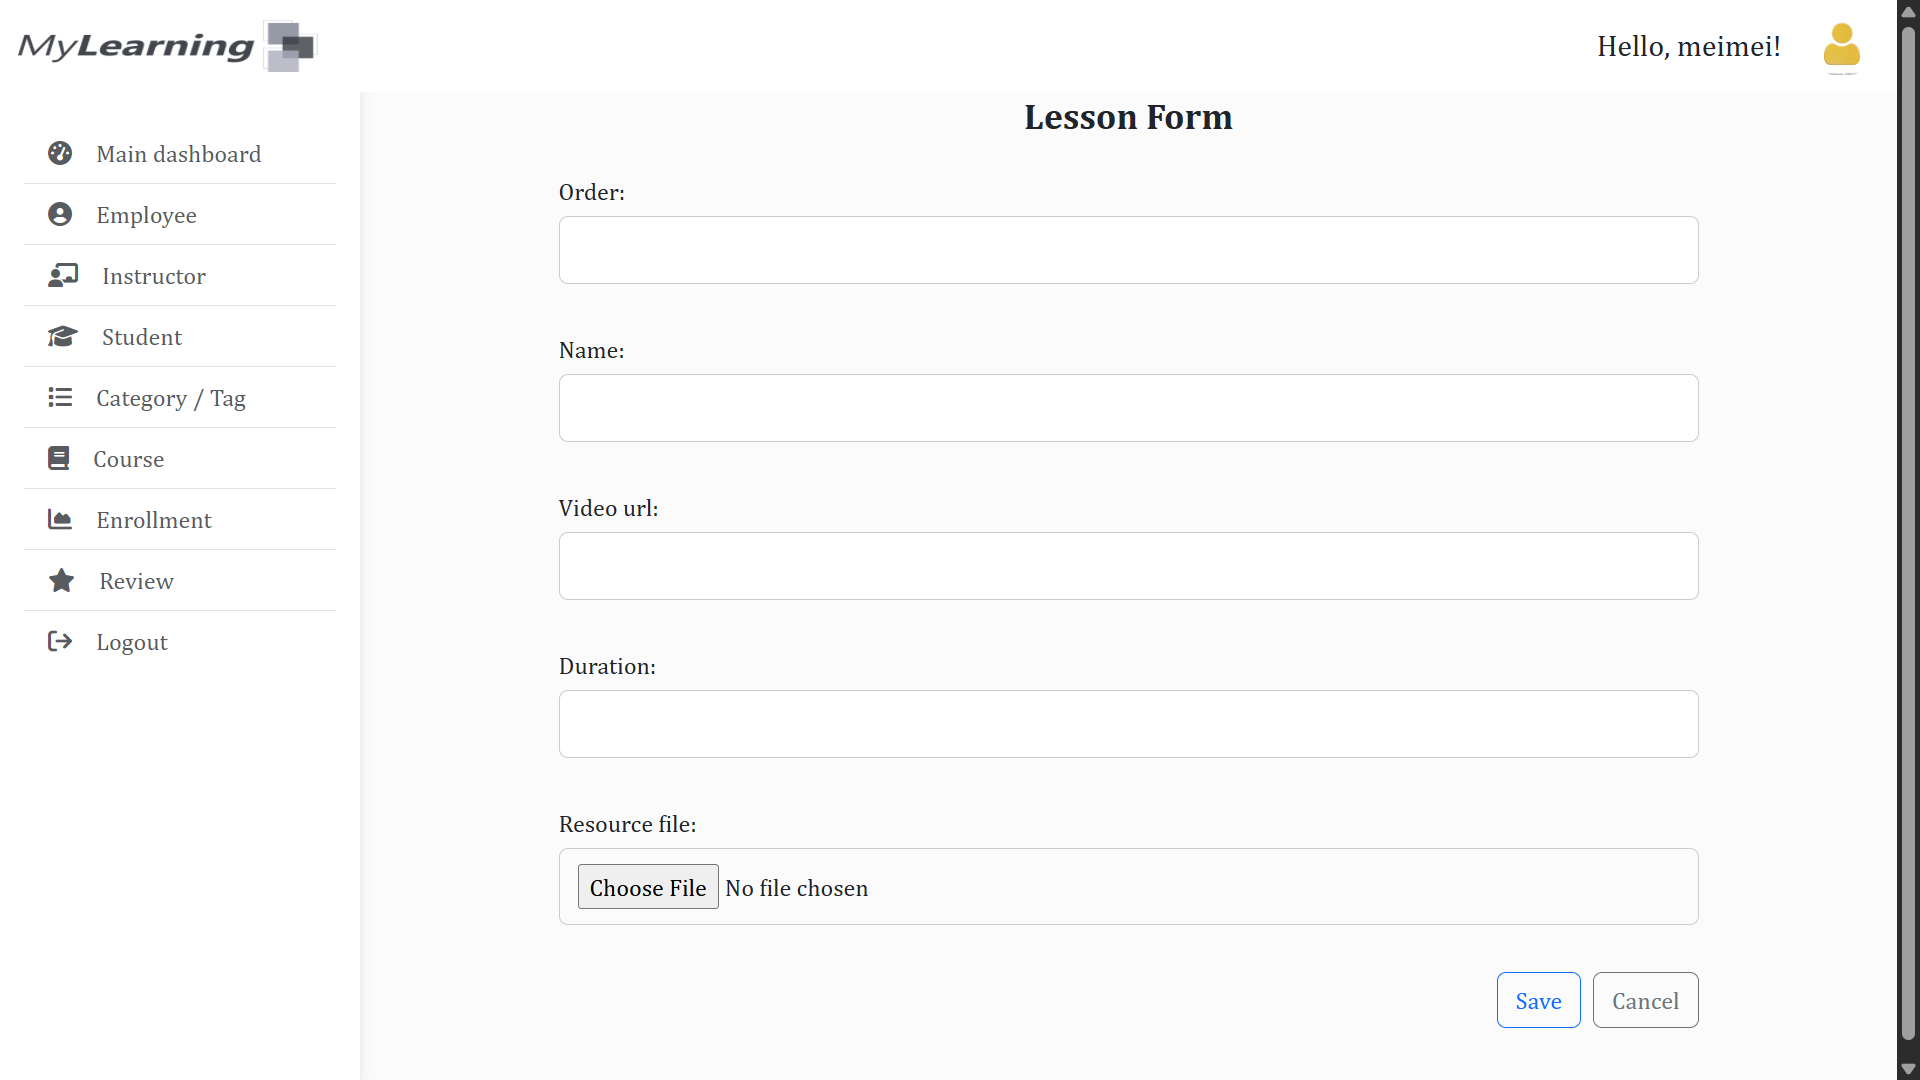 MyLearning
Hello, meimei!
Main dashboard
Employee
Instructor
Student
Category / Tag
Course
Enrollment
Review
Logout
Lesson Form
Order:
Name:
Video url:
Duration:
Resource file:
Choose File No file chosen
Save Cancel